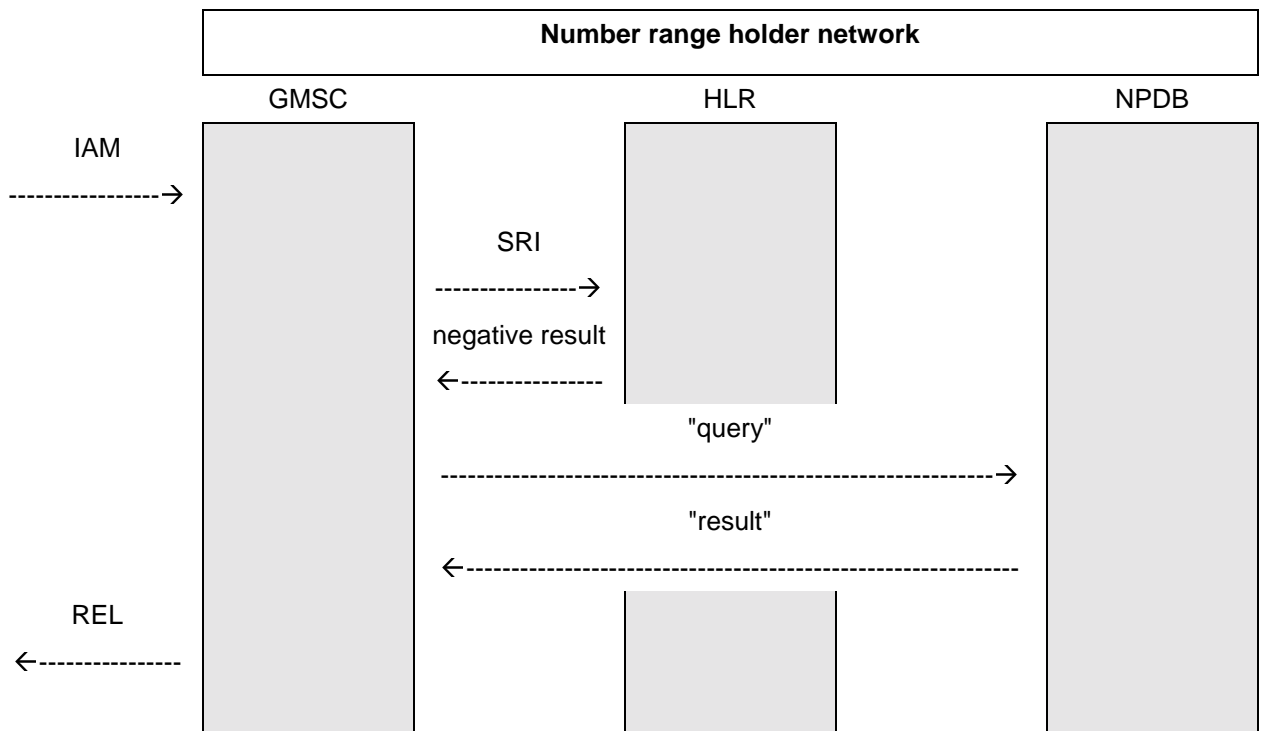 Number range holder network
GMSC HLR NPDB
IAM
SRI
negative result
"query"
"result"
REL